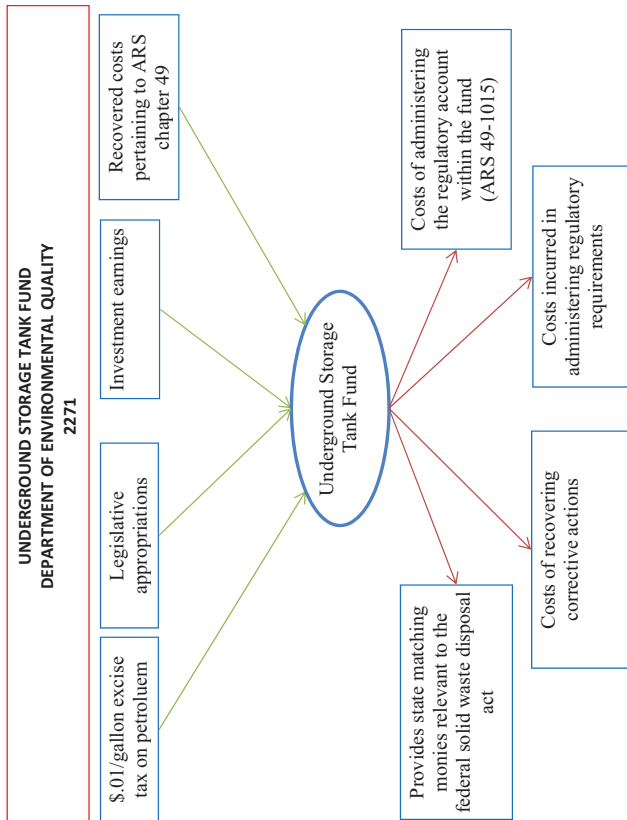 UNDERGROUND STORAGE TANK FUND
DEPARTMENT OF ENVIRONMENTAL QUALITY
2271
$.01/gallon excise
tax on petroluem
Legislative
appropriations
Investment earnings
Recovered costs
pertaining to ARS
chapter 49
Underground Storage
Tank Fund
Provides state matching
monies relevant to the
federal solid waste disposal
act
Costs of recovering
corrective actions
Costs incurred in
administering regulatory
requirements
Costs of administering
the regulatory account
within the fund
(ARS 49-1015)